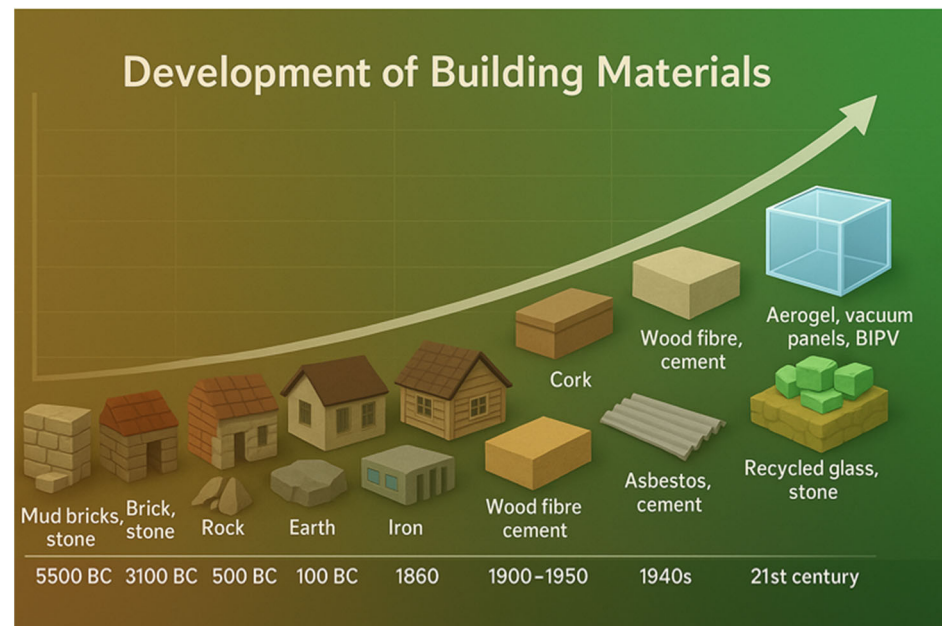 Development of Building Materials
Aerogel, vacuum
panels, BIPV
Wood fibre,
cement
Cork
Recycled glass,
stone
Asbestos,
cement
Wood fibre
cement
Mud bricks,
stone
Brick,
stone
Rock
Earth
Iron
5500 BC
3100 BC
500 BC
100 BC
1860
1900–1950
1940s
21st century